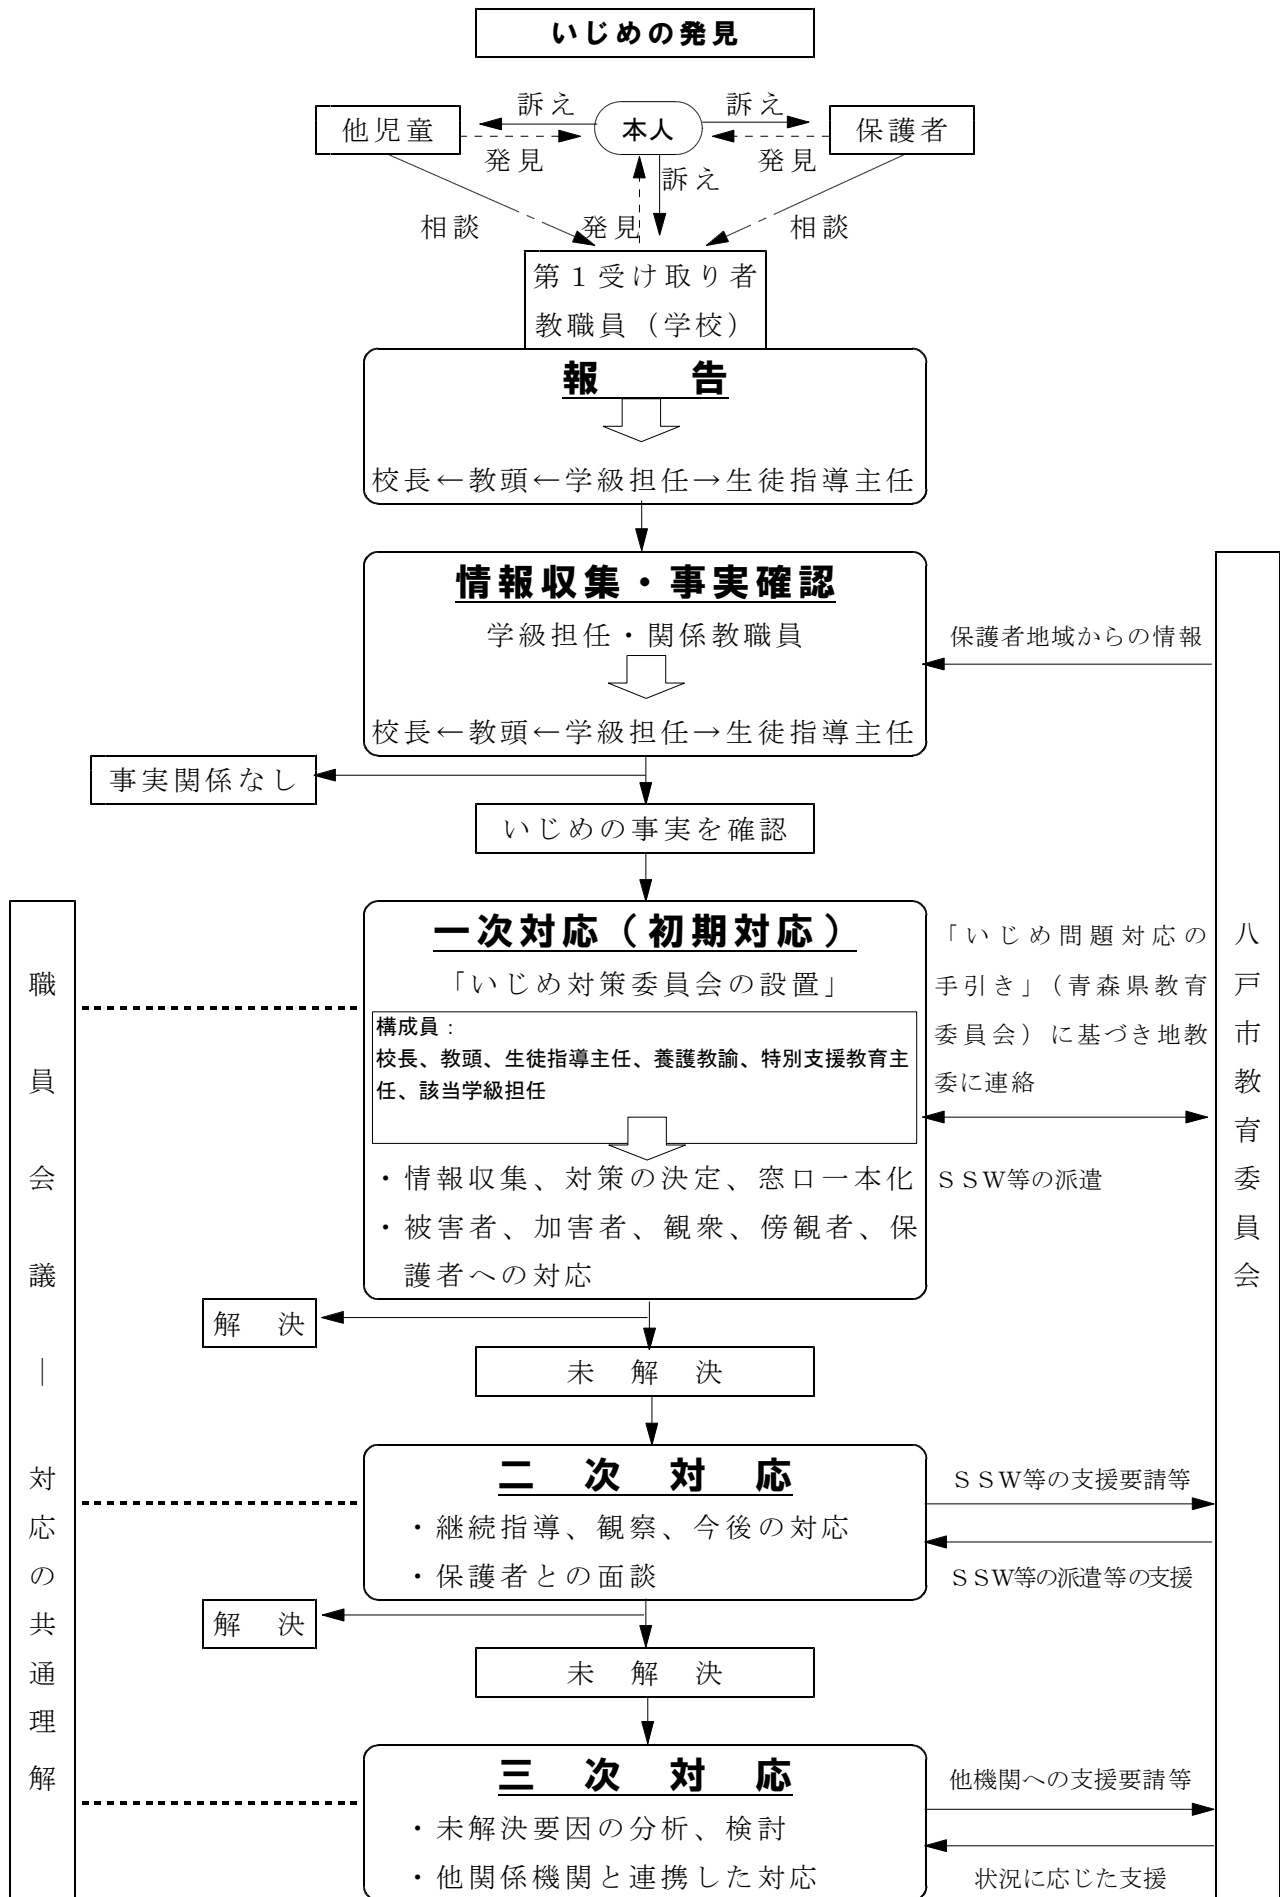 いじめの発見
訴え
訴え
他児童
本人
保護者
発見
発見
訴え
相談
発見
相談
第１受け取り者
教職員（学校）
報　告
校長←教頭←学級担任→生徒指導主任
情報収集・事実確認
学級担任・関係教職員
保護者地域からの情報
校長←教頭←学級担任→生徒指導主任
事実関係なし
いじめの事実を確認
一次対応（初期対応）
「いじめ対策委員会の設置」
構成員：
校長、教頭、生徒指導主任、養護教諭、特別支援教育主
任、該当学級担任
・情報収集、対策の決定、窓口一本化
・被害者、加害者、観衆、傍観者、保
護者への対応
「いじめ問題対応の
手引き」（青森県教育
委員会）に基づき地教
委に連絡
ＳＳＷ等の派遣
解　決
未　解　決
二　次　対　応
・継続指導、観察、今後の対応
・保護者との面談
ＳＳＷ等の支援要請等
ＳＳＷ等の派遣等の支援
解　決
未　解　決
三　次　対　応
・未解決要因の分析、検討
・他関係機関と連携した対応
他機関への支援要請等
状況に応じた支援
職員会議―対応の共通理解
八戸市教育委員会